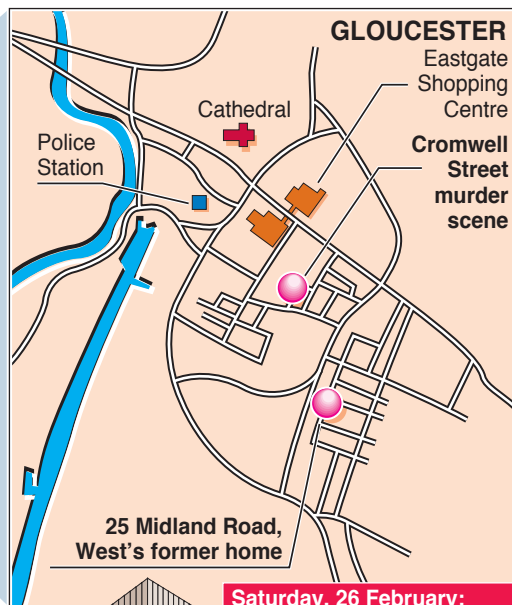 GLOUCESTER
Eastgate
Shopping
Centre
Cathedral
Cromwell
Street
murder
scene
Police
Station
25 Midland Road,
West's former home
Saturday, 26 February: